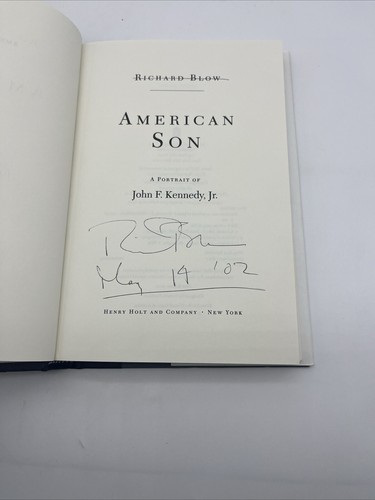 RICHARD BLOW
AMERICAN
SON
A PORTRAIT OF
John F. Kennedy, Jr.
May 14 '02
HENRY HOLT AND COMPANY • NEW YORK